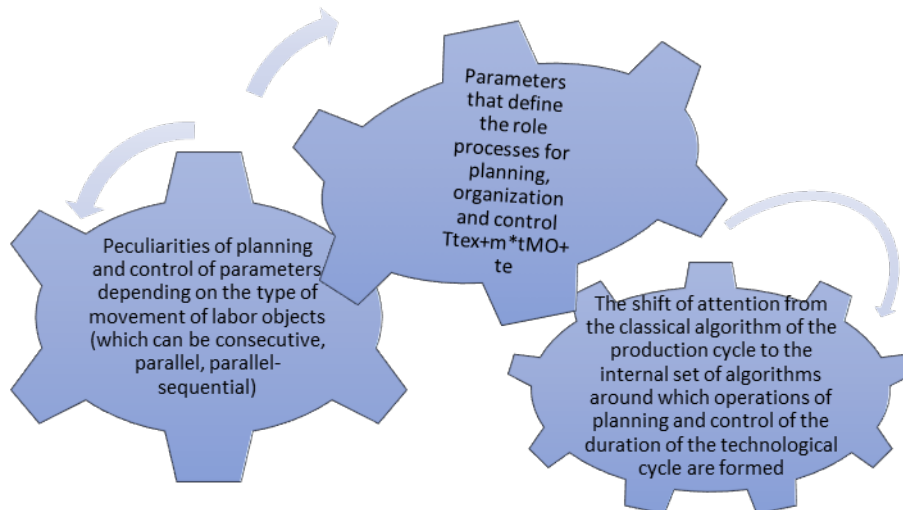 Parameters
that define
the role
processes for
planning,
organization
and control
Ttex+m*tMO+
te
Peculiarities of planning
and control of parameters
depending on the type of
movement of labor objects
(which can be consecutive,
parallel, parallel-
sequential)
The shift of attention from
the classical algorithm of the
production cycle to the
internal set of algorithms
around which operations of
planning and control of the
duration of the technological
cycle are formed